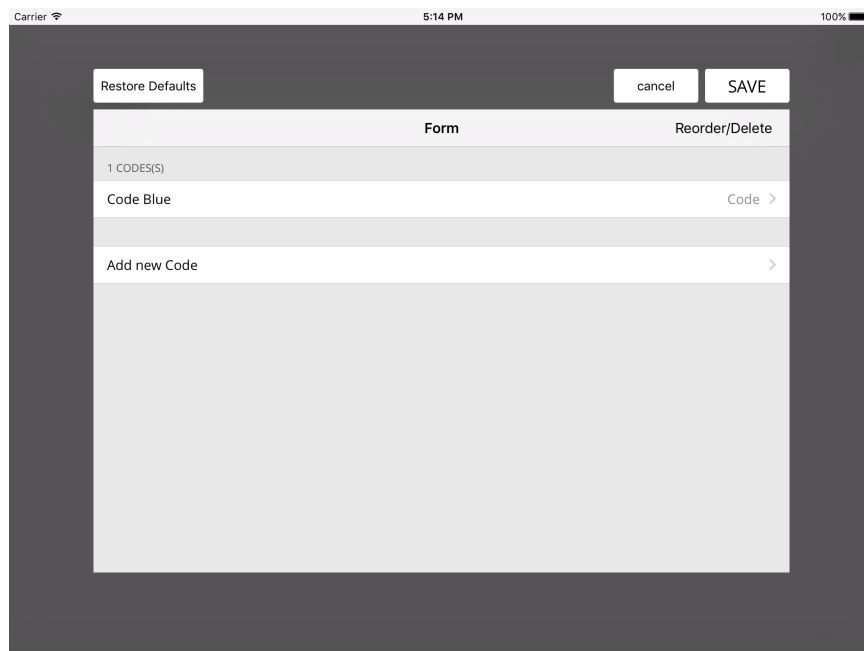 Carrier 5:14 PM 100%
Restore Defaults cancel SAVE
Form Reorder/Delete
1 CODES(S)
Code Blue Code
Add new Code